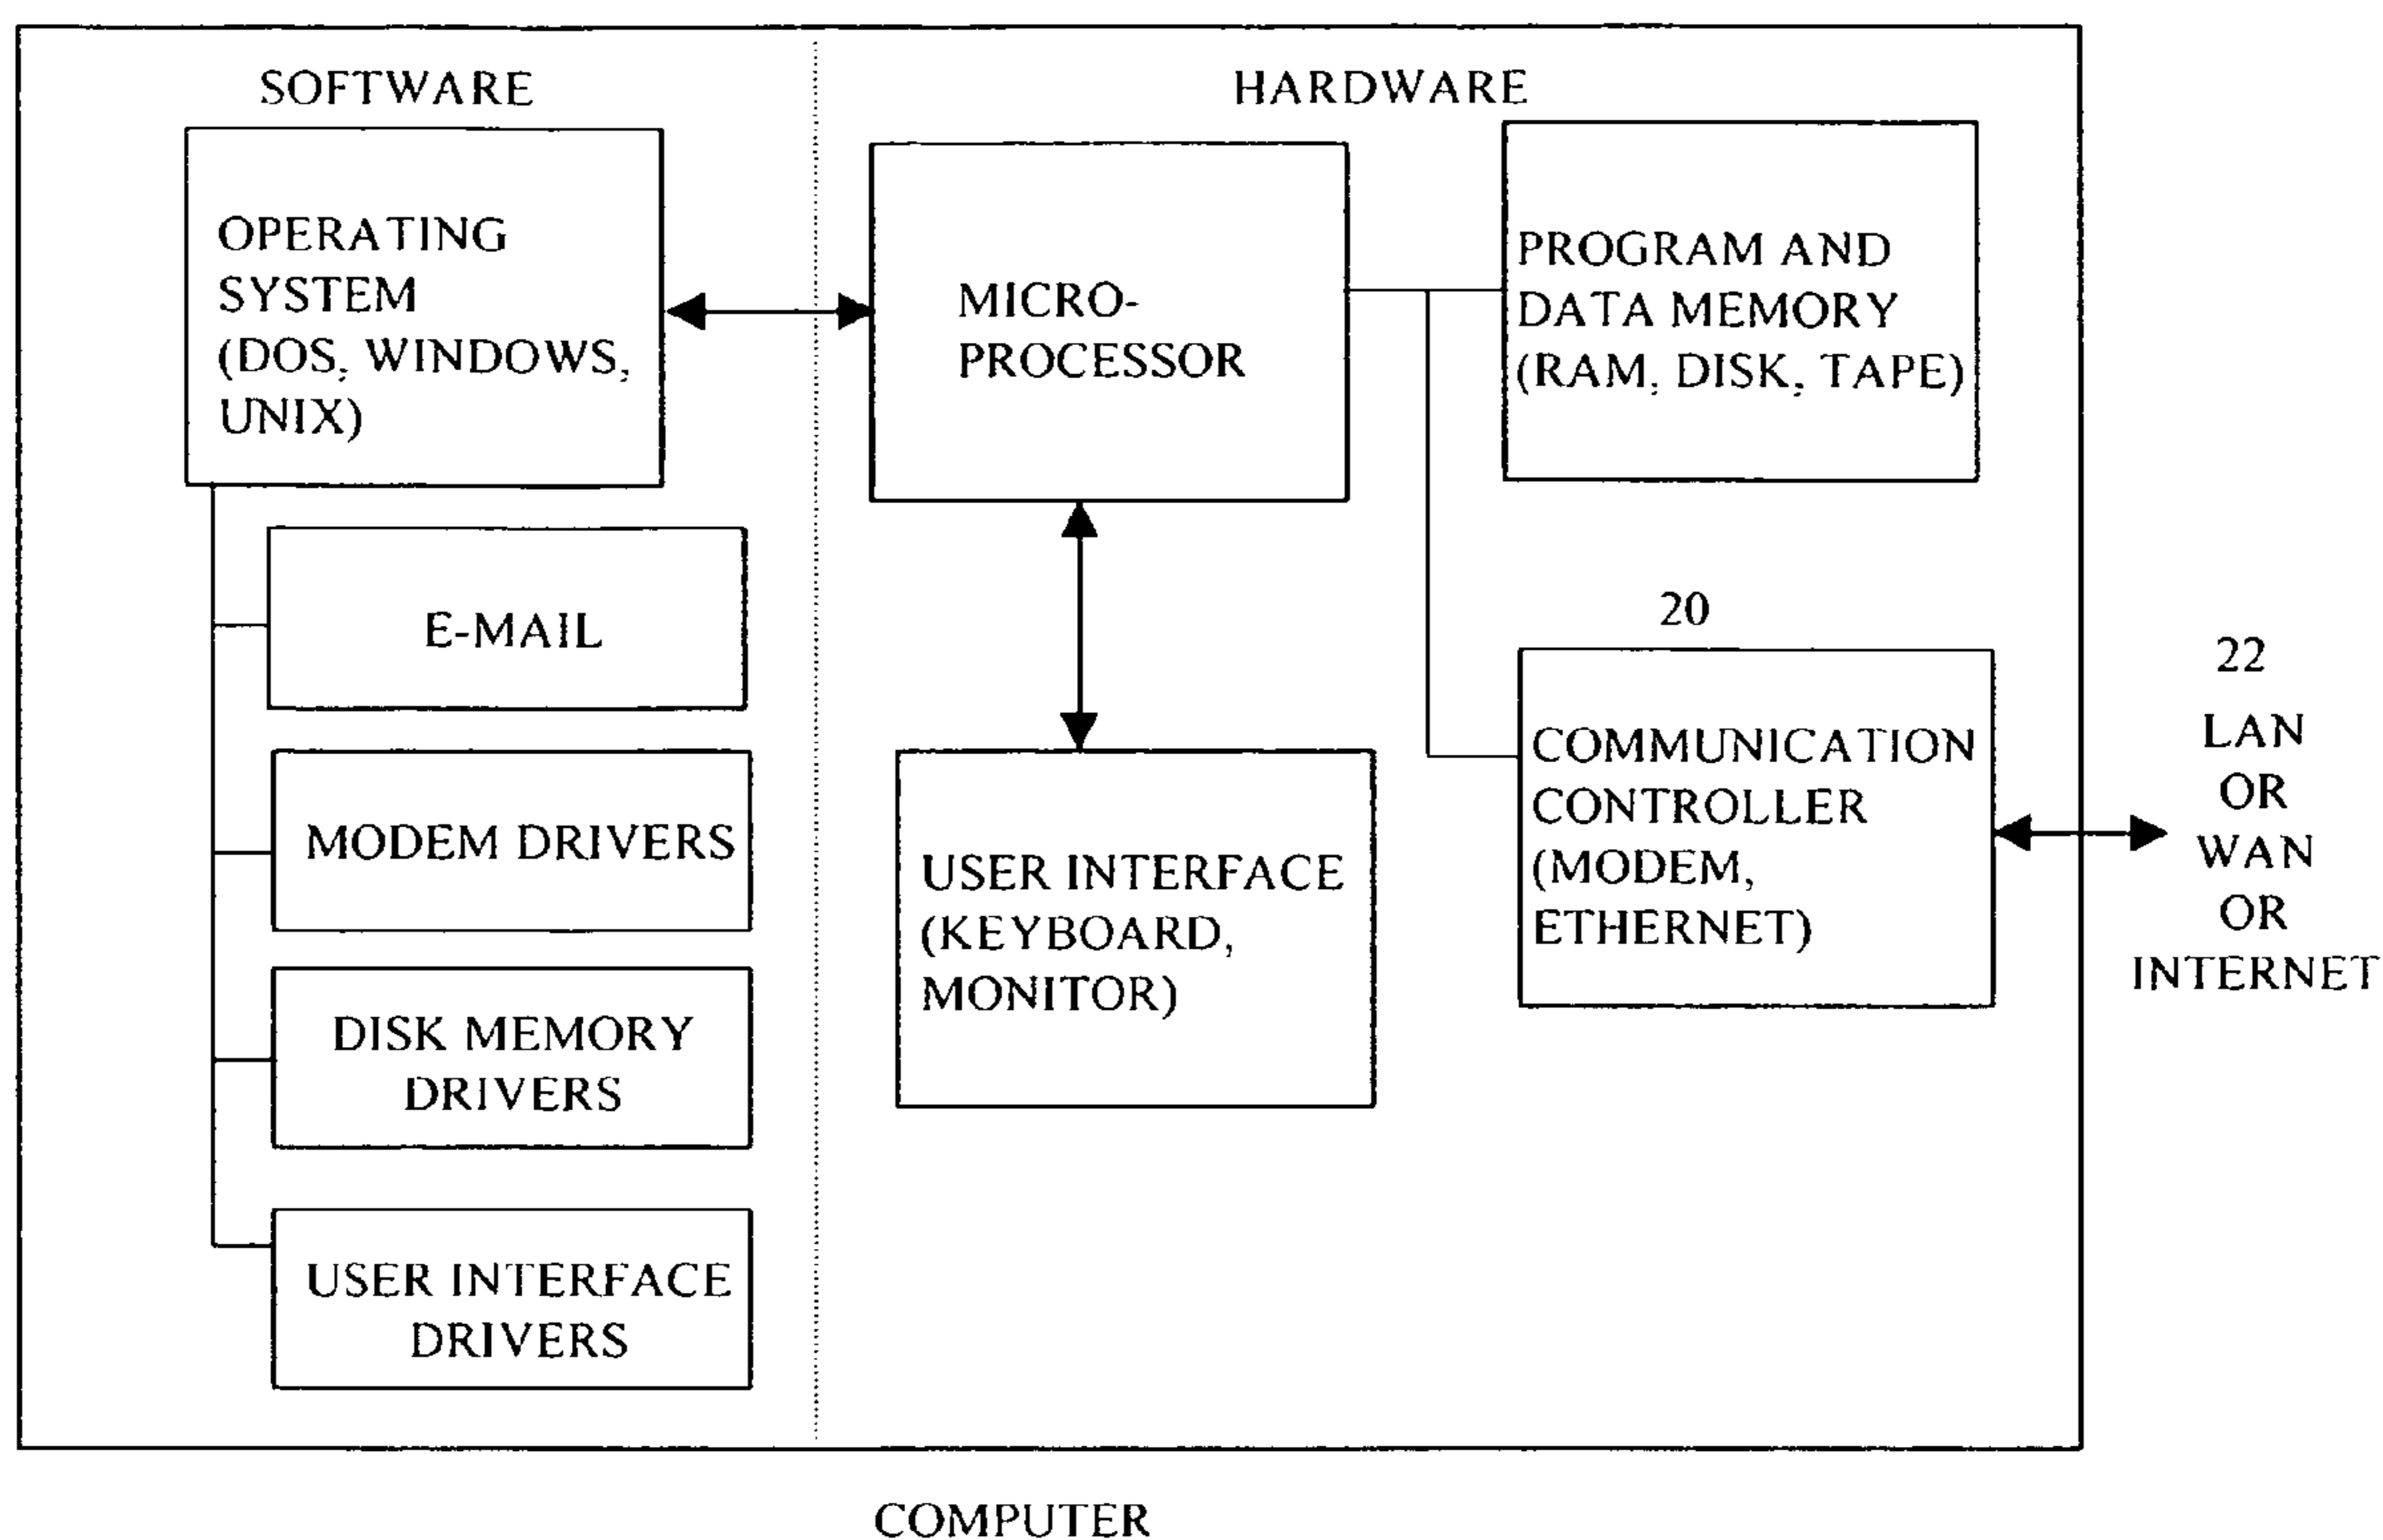 SOFTWARE
HARDWARE
OPERATING
SYSTEM
(DOS, WINDOWS,
UNIX)
MICRO-
PROCESSOR
PROGRAM AND
DATA MEMORY
(RAM, DISK, TAPE)
E-MAIL
MODEM DRIVERS
DISK MEMORY
DRIVERS
USER INTERFACE
DRIVERS
USER INTERFACE
(KEYBOARD,
MONITOR)
20
COMMUNICATION
CONTROLLER
(MODEM,
ETHERNET)
22
LAN
OR
WAN
OR
INTERNET
COMPUTER